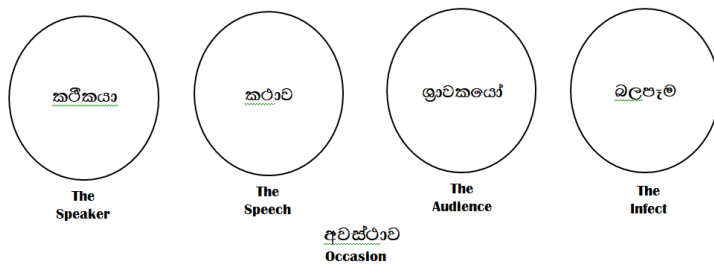 කථීකයා
කථාව
ශ්‍රාවකයෝ
බලපෑම
The
Speaker
The
Speech
The
Audience
The
Infect
අවස්ථාව
Occasion